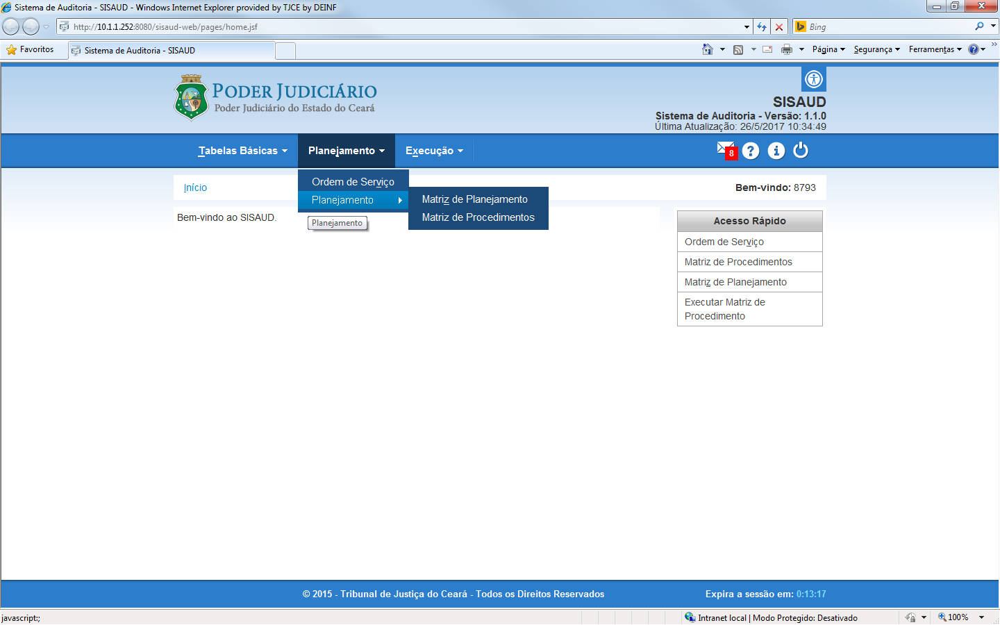 Sistema de Auditoria - SISAUD - Windows Internet Explorer provided by TJCE by DEINF
http://10.1.1.252:8080/sisaud-web/pages/home.jsf
Bing
Favoritos
Sistema de Auditoria - SISAUD
Página
Segurança
Ferramentas
PODER JUDICIÁRIO
Poder Judiciário do Estado do Ceará
SISAUD
Sistema de Auditoria - Versão: 1.1.0
Última Atualização: 26/5/2017 10:34:49
Tabelas Básicas
Planejamento
Execução
8
Ordem de Serviço
Planejamento
Matriz de Planejamento
Matriz de Procedimentos
Planejamento
Início
Bem-vindo: 8793
Bem-vindo ao SISAUD.
Acesso Rápido
Ordem de Serviço
Matriz de Procedimentos
Matriz de Planejamento
Executar Matriz de
Procedimento
© 2015 - Tribunal de Justiça do Ceará - Todos os Direitos Reservados
Expira a sessão em: 0:13:17
javascript:;
Intranet local | Modo Protegido: Desativado
100%